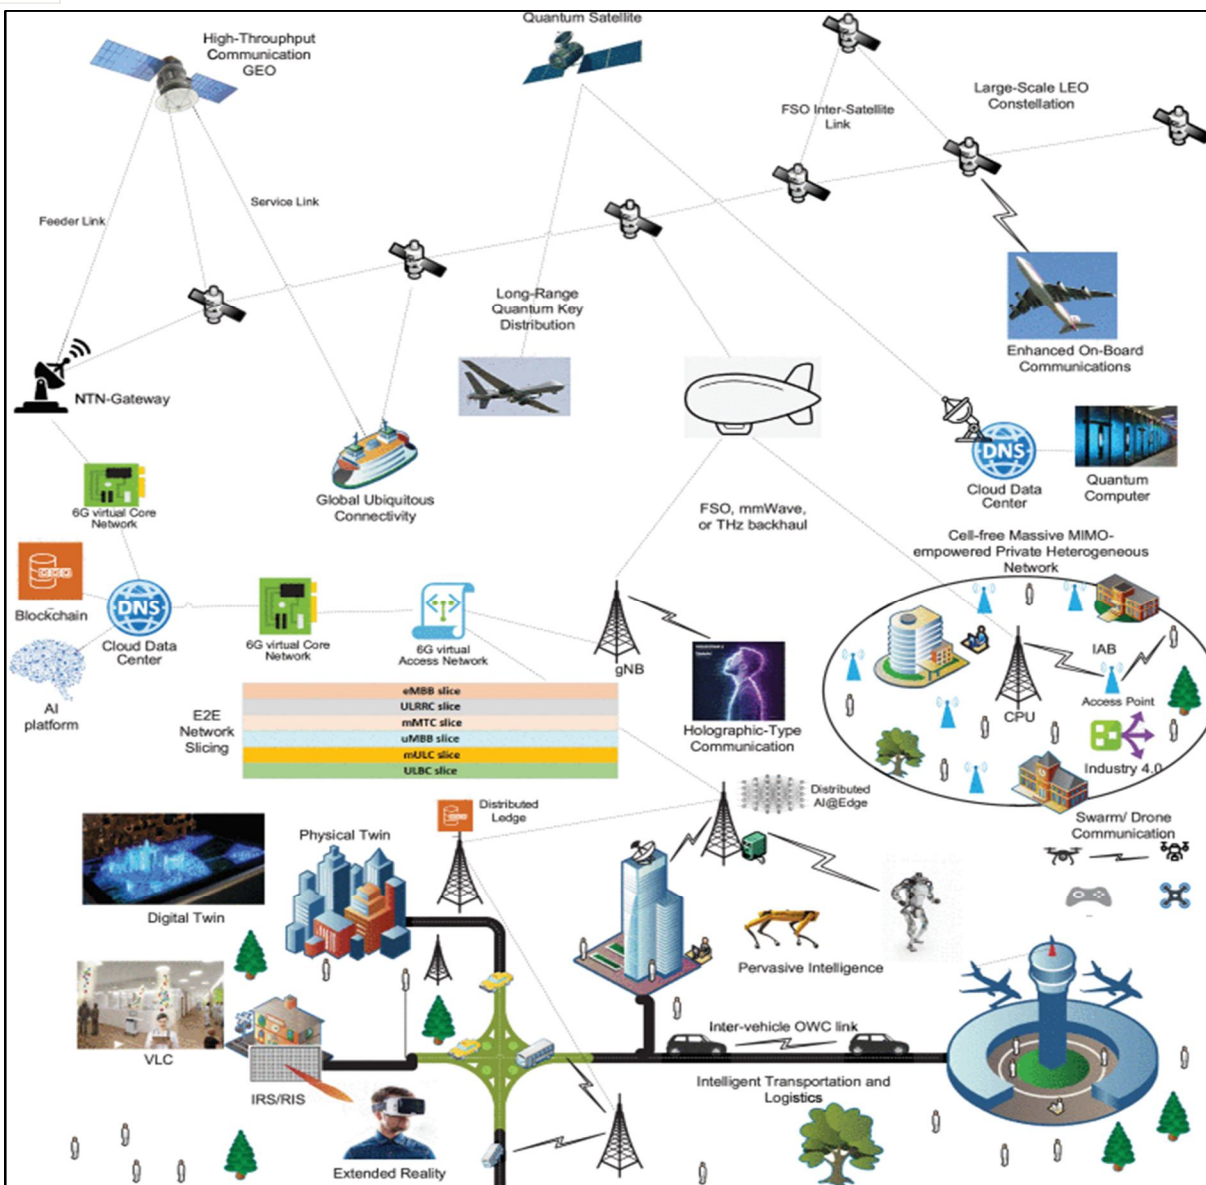 High-Throughput
Communication
GEO
Quantum Satellite
Large-Scale LEO
Constellation
FSO Inter-Satellite
Link
Service Link
Feeder Link
Long-Range
Quantum Key
Distribution
Enhanced On-Board
Communications
NTN-Gateway
DNS
Cloud Data
Center
Quantum
Computer
Global Ubiquitous
Connectivity
6G virtual Core
Network
FSO, mmWave,
or THz backhaul
Cell-free Massive MIMO-
empowered Private Heterogeneous
Network
Blockchain
DNS
Cloud Data
Center
6G virtual Core
Network
6G virtual
Access Network
gNB
IAB
Access Point
CPU
Industry 4.0
AI
platform
E2E
Network
Slicing
eMBB slice
ULRRC slice
mMTC slice
uMBB slice
mULC slice
ULBC slice
Holographic-Type
Communication
Distributed
AI@Edge
Distributed
Ledge
Swarm/ Drone
Communication
Physical Twin
Digital Twin
Pervasive Intelligence
VLC
IRS/RIS
Inter-vehicle OWC link
Intelligent Transportation and
Logistics
Extended Reality